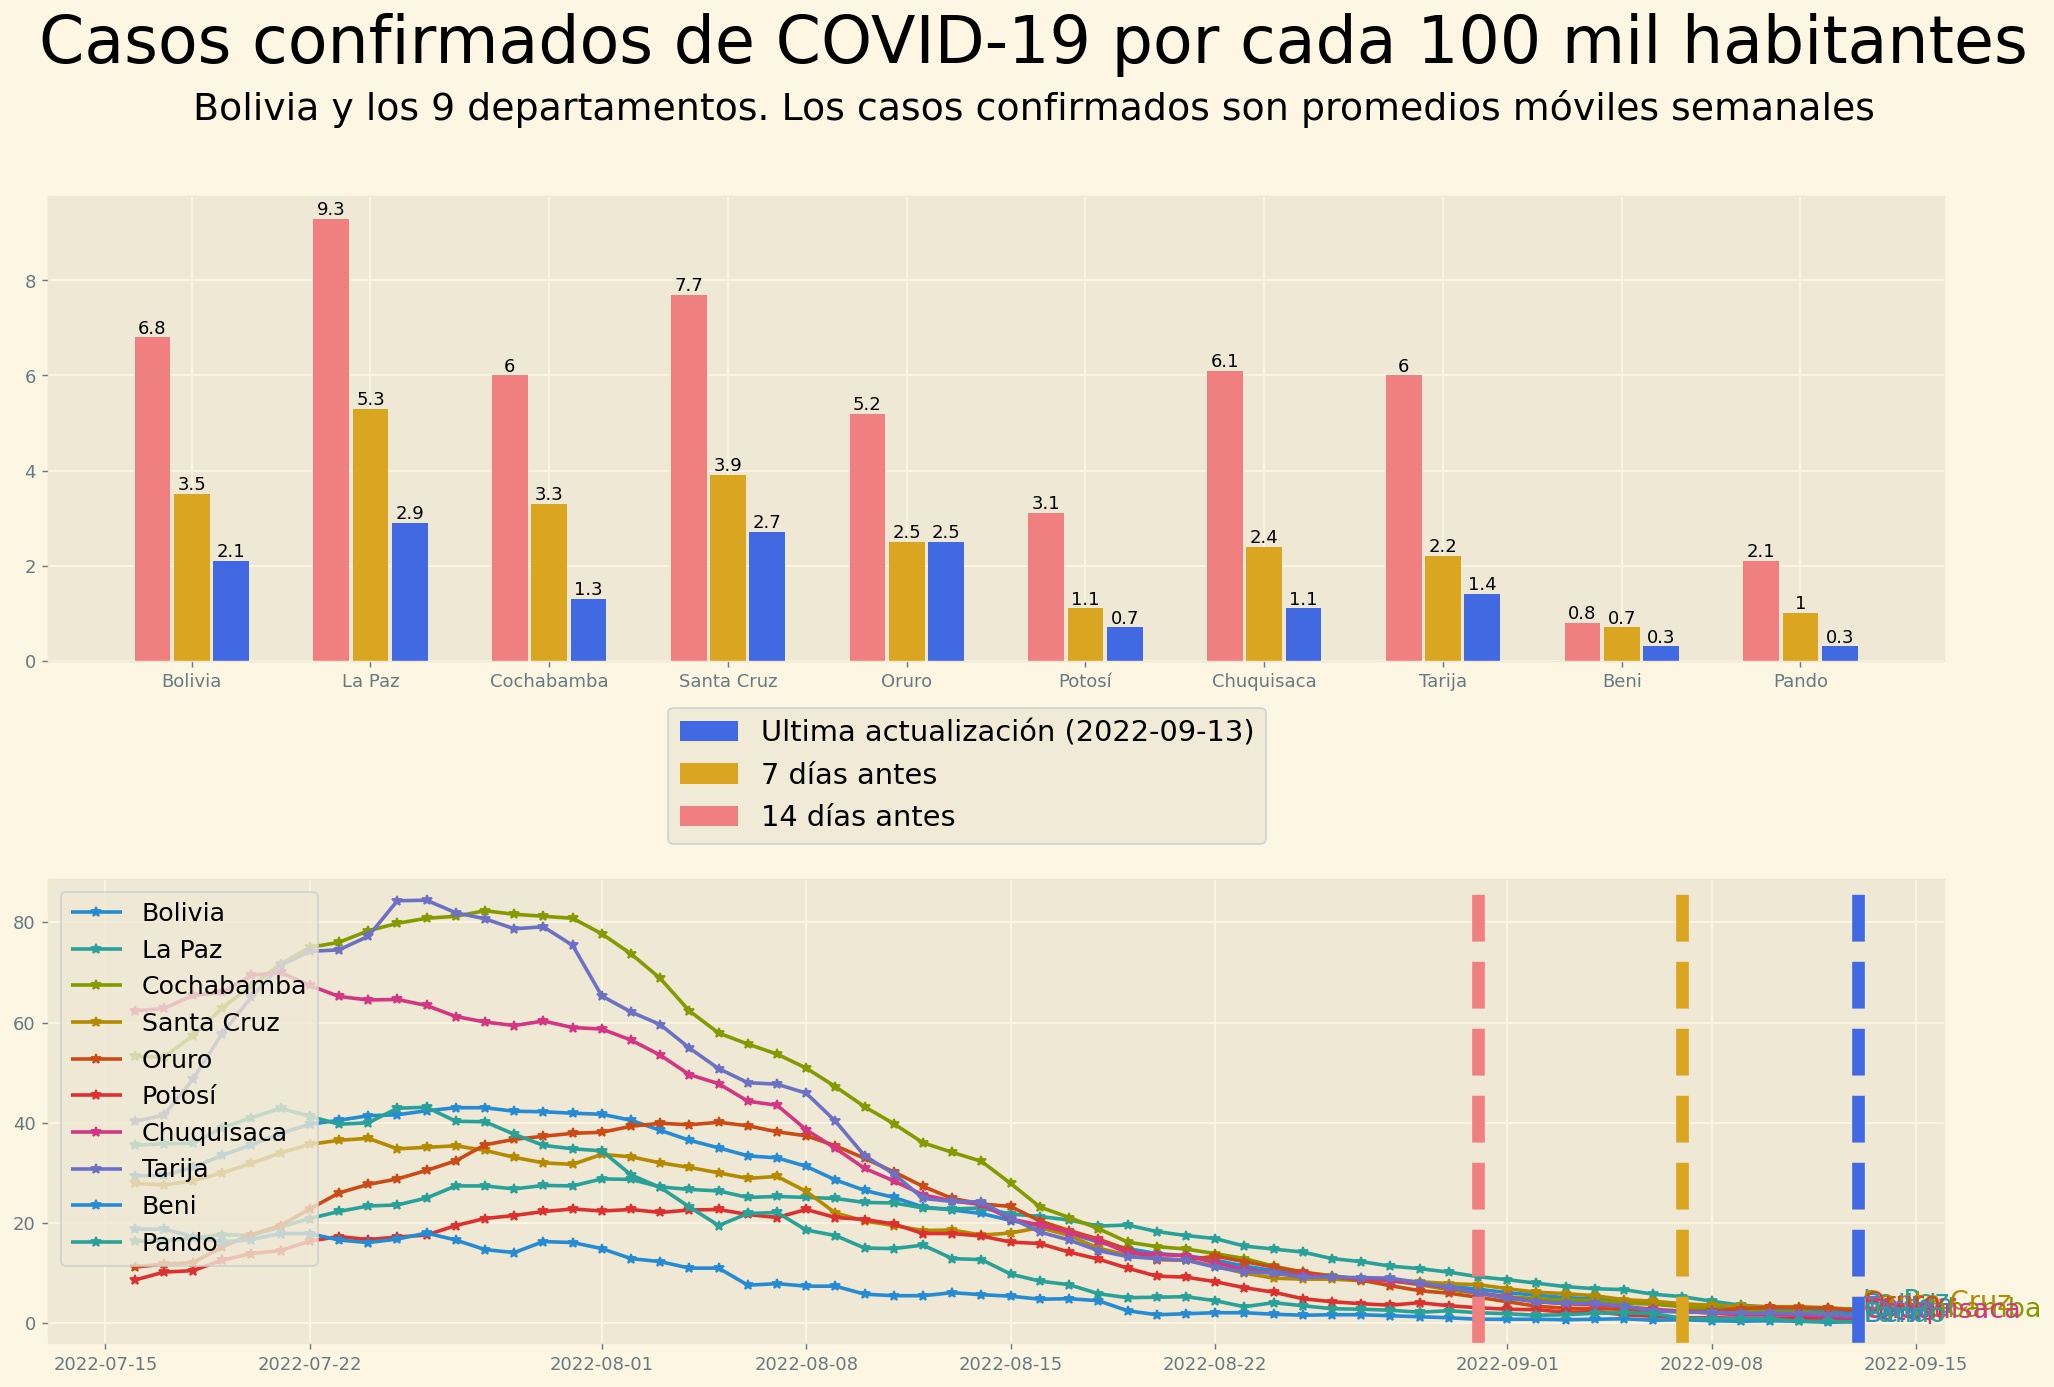 Casos confirmados de COVID-19 por cada 100 mil habitantes
Bolivia y los 9 departamentos. Los casos confirmados son promedios móviles semanales
9.3
7.7
6.8
6.1
6
6
5.3
5.2
3.9
3.5
3.3
3.1
2.9
2.7
2.5 2.5
2.4
2.2
2.1
2.1
1.4
1.3
1.1
1.1
1
0.8 0.7
0.7
0.3
0.3
8
6
4
2
0
Bolivia La Paz Cochabamba Santa Cruz Oruro Potosí Chuquisaca Tarija Beni Pando
Ultima actualización (2022-09-13)
7 días antes
14 días antes
80
60
40
20
0
Bolivia
La Paz
Cochabamba
Santa Cruz
Oruro
Potosí
Chuquisaca
Tarija
Beni
Pando
2022-07-15 2022-07-22 2022-08-01 2022-08-08 2022-08-15 2022-08-22 2022-09-01 2022-09-08 2022-09-15